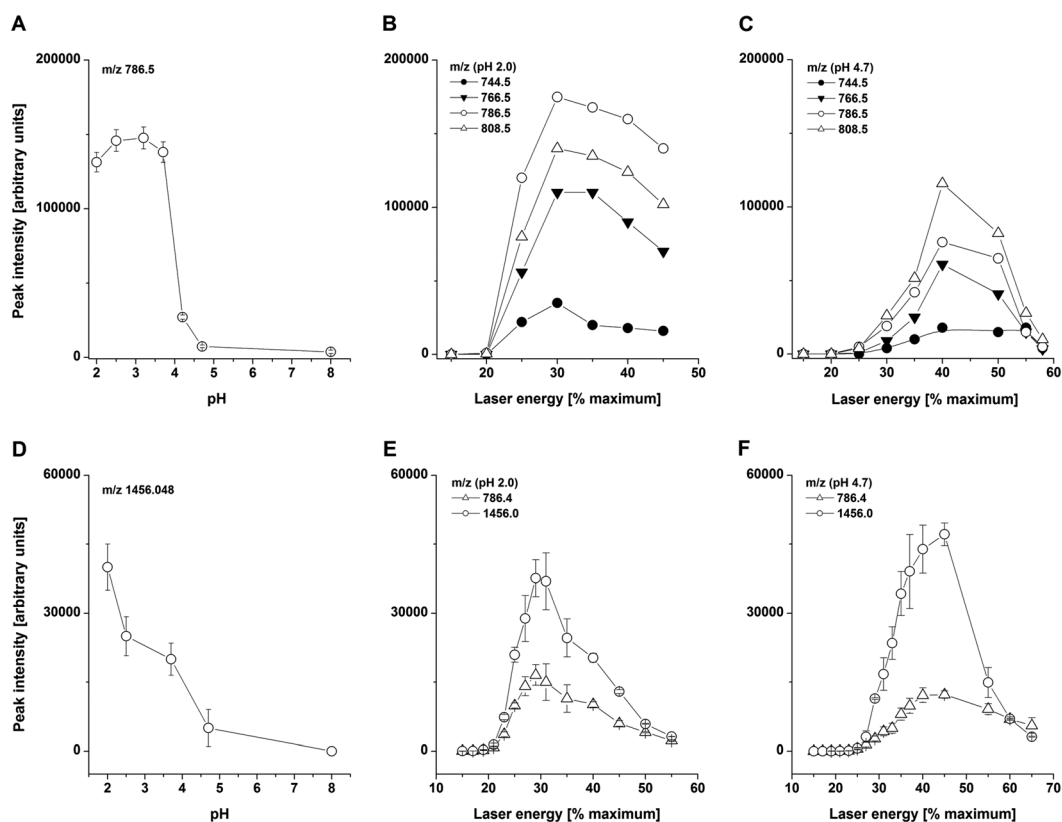 A
B
C
200000
100000
0
Peak intensity [arbitrary units]
m/z 786.5
2 3 4 5 6 7 8
pH
200000
100000
0
m/z (pH 2.0)
744.5
766.5
786.5
808.5
20 30 40 50
Laser energy [% maximum]
200000
100000
0
m/z (pH 4.7)
744.5
766.5
786.5
808.5
20 30 40 50 60
Laser energy [% maximum]
D
E
F
60000
30000
0
Peak intensity [arbitrary units]
m/z 1456.048
2 3 4 5 6 7 8
pH
60000
30000
0
m/z (pH 2.0)
786.4
1456.0
10 20 30 40 50 60
Laser energy [% maximum]
60000
30000
0
m/z (pH 4.7)
786.4
1456.0
10 20 30 40 50 60 70
Laser energy [% maximum]